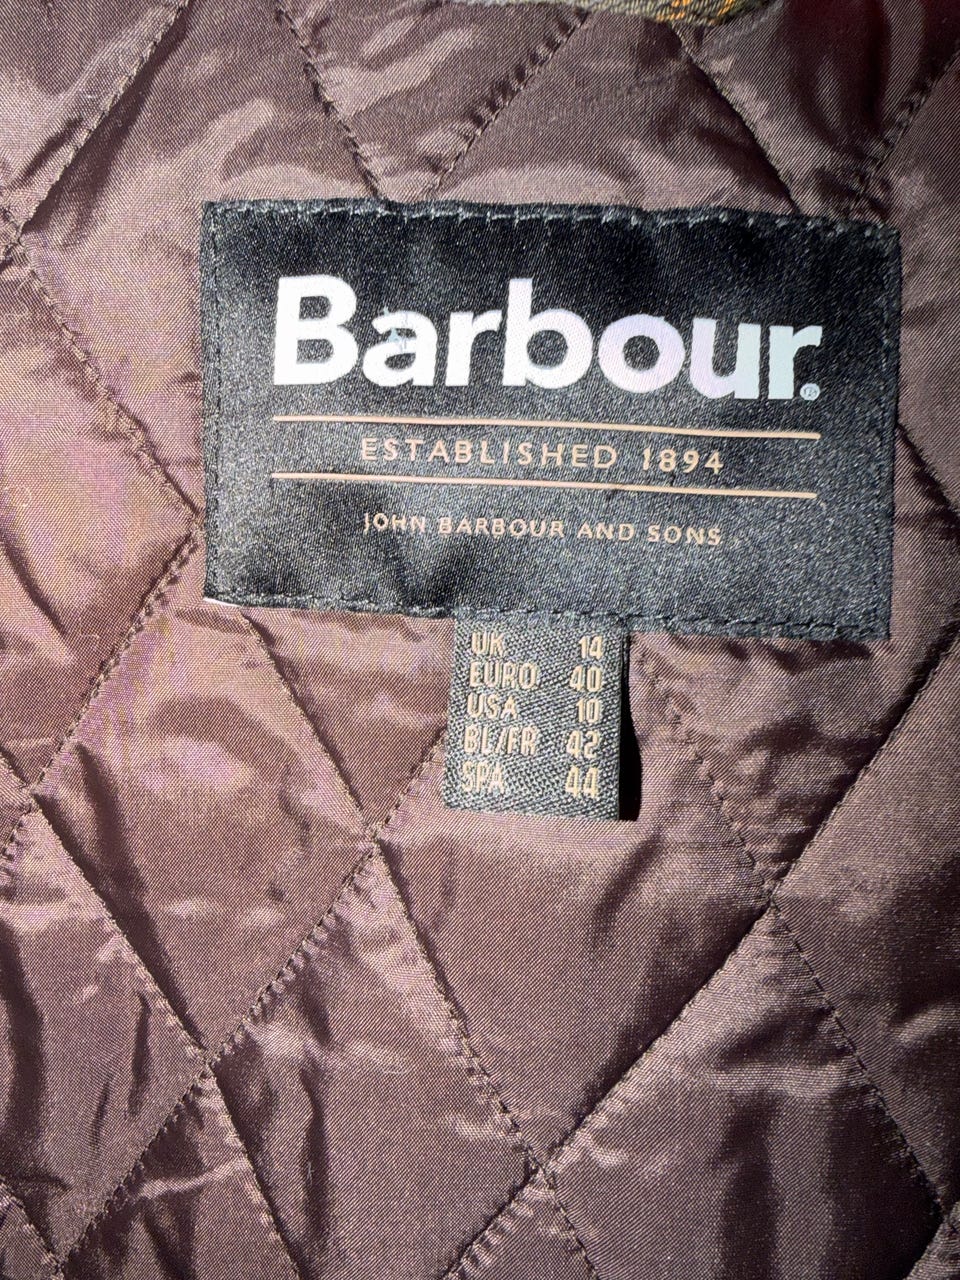 Barbour®
ESTABLISHED 1894
JOHN BARBOUR AND SONS
UK 14
EURO 40
USA 10
BL/FR 42
SPA 44